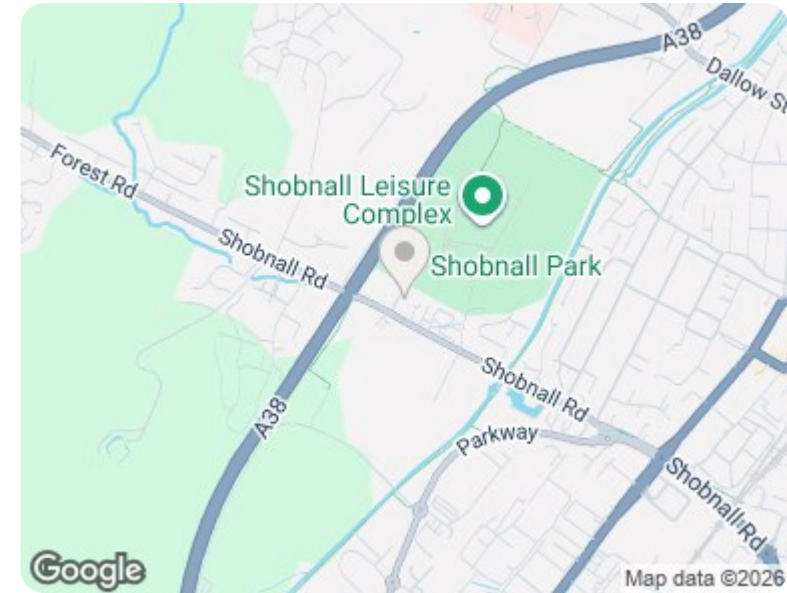 A38
Dallow St
Forest Rd
Shobnall Leisure
Complex
Shobnall Rd
Shobnall Park
Shobnall Rd
A38
Parkway
Shobnall Rd
Google
Map data ©2026